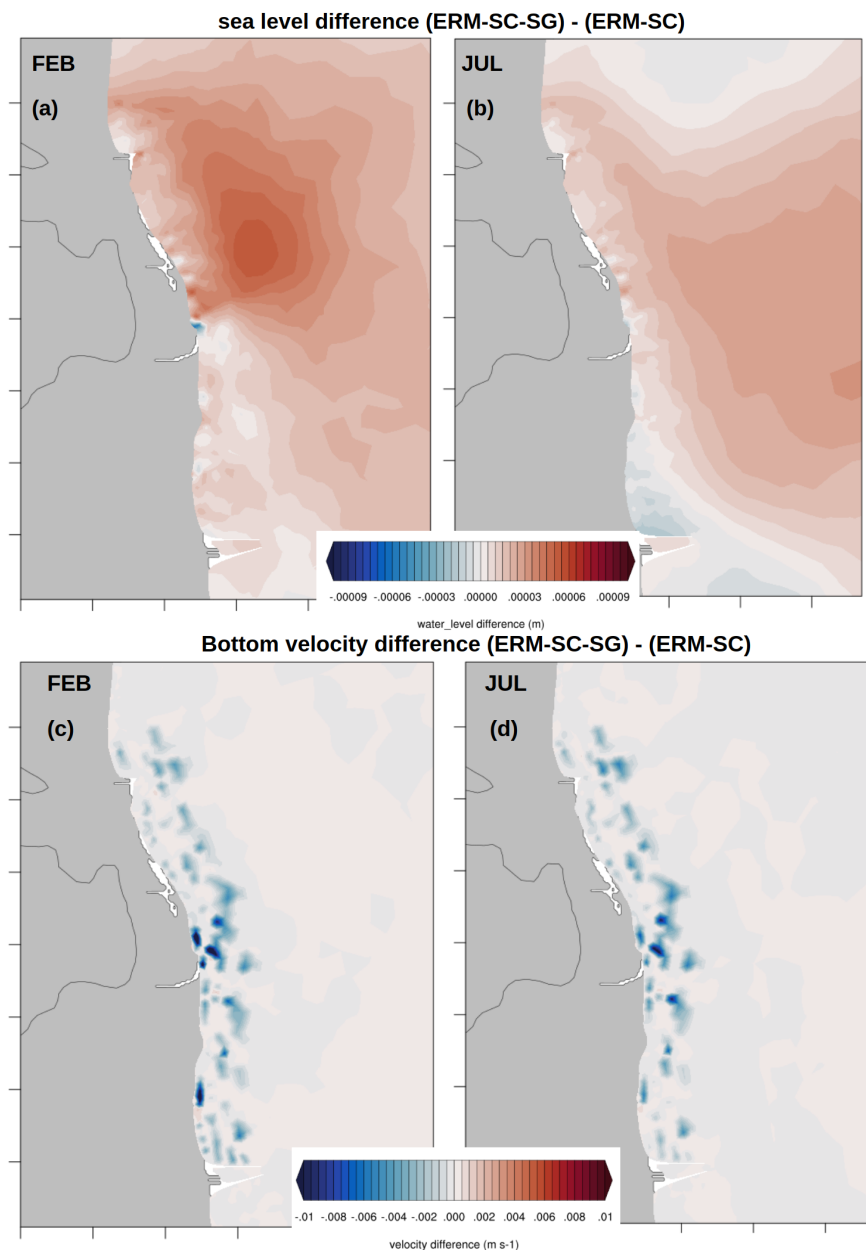 sea level difference (ERM-SC-SG) - (ERM-SC)
FEB
(a)
JUL
(b)
-.00009 -.00006 -.00003 .00000 .00003 .00006 .00009
water_level difference (m)
Bottom velocity difference (ERM-SC-SG) - (ERM-SC)
FEB
(c)
JUL
(d)
-.01 -.008 -.006 -.004 -.002 .000 .002 .004 .006 .008 .01
velocity difference (m s-1)